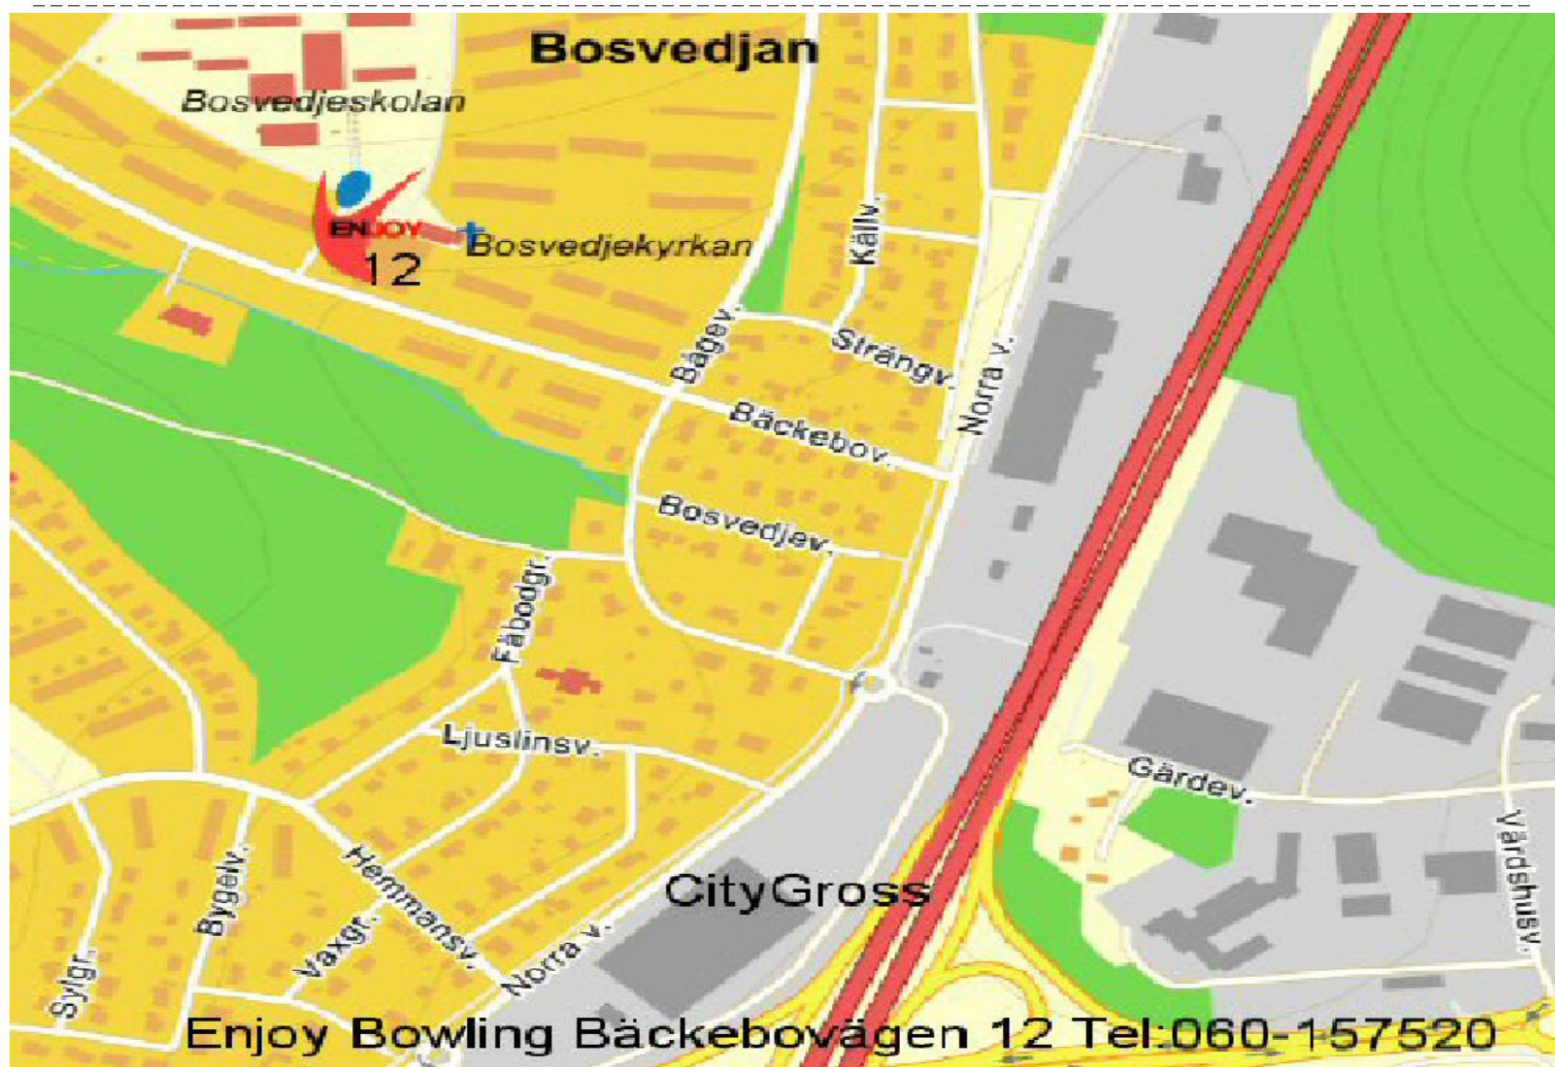 Bosvedjan
Bosvedjeskolan
ENJOY
12
Bosvedjekyrkan
Källv.
Bågev.
Strängv.
Norra v.
Bäckebov.
Bosvedjev.
Fäbodgr.
Ljuslinsv.
Gärdev.
Värdshusv.
Hemmansv.
Bygelv.
Vaxgr.
Sylgr.
CityGross
Norra v.
Enjoy Bowling Bäckebovägen 12 Tel:060-157520